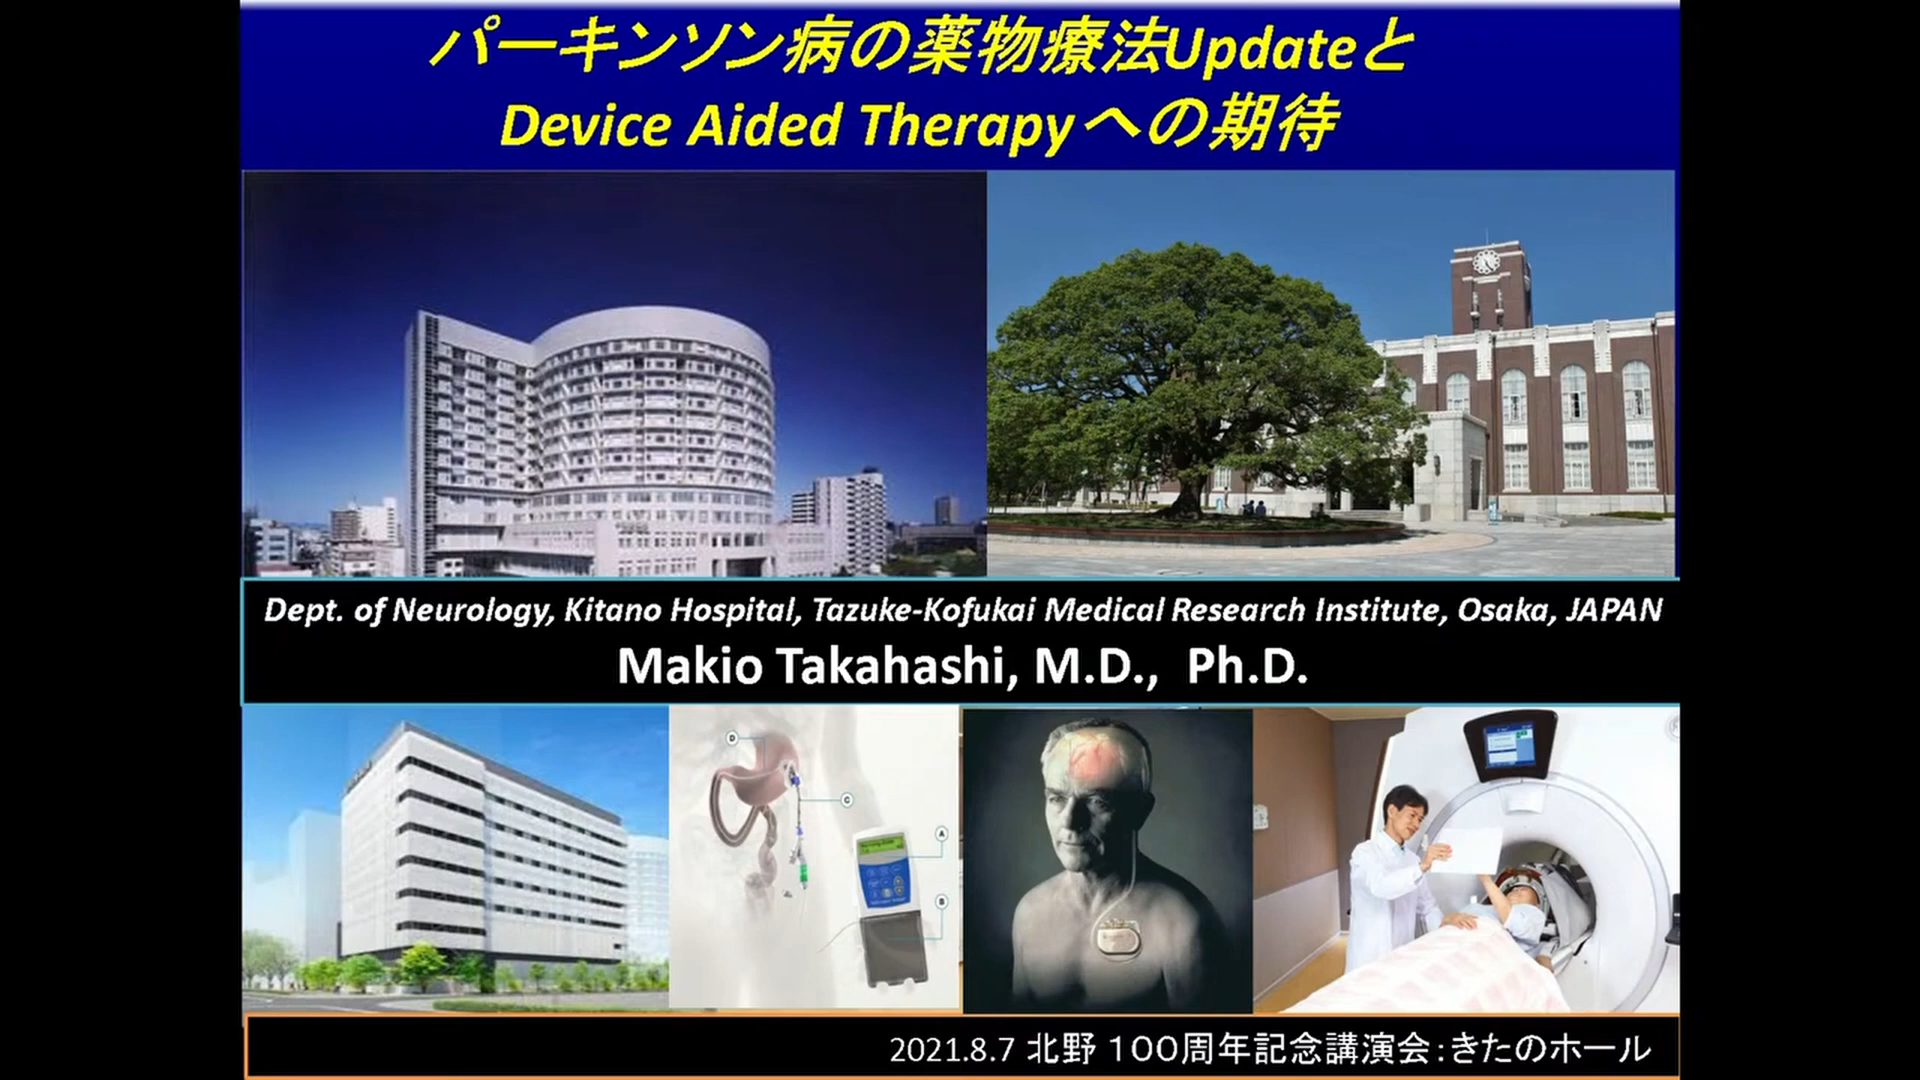 パーキンソン病の薬物療法Updateと
Device Aided Therapyへの期待
Dept. of Neurology, Kitano Hospital, Tazuke-Kofukai Medical Research Institute, Osaka, JAPAN
Makio Takahashi, M.D., Ph.D.
D
C
A
B
2021.8.7 北野 １００周年記念講演会：きたのホール